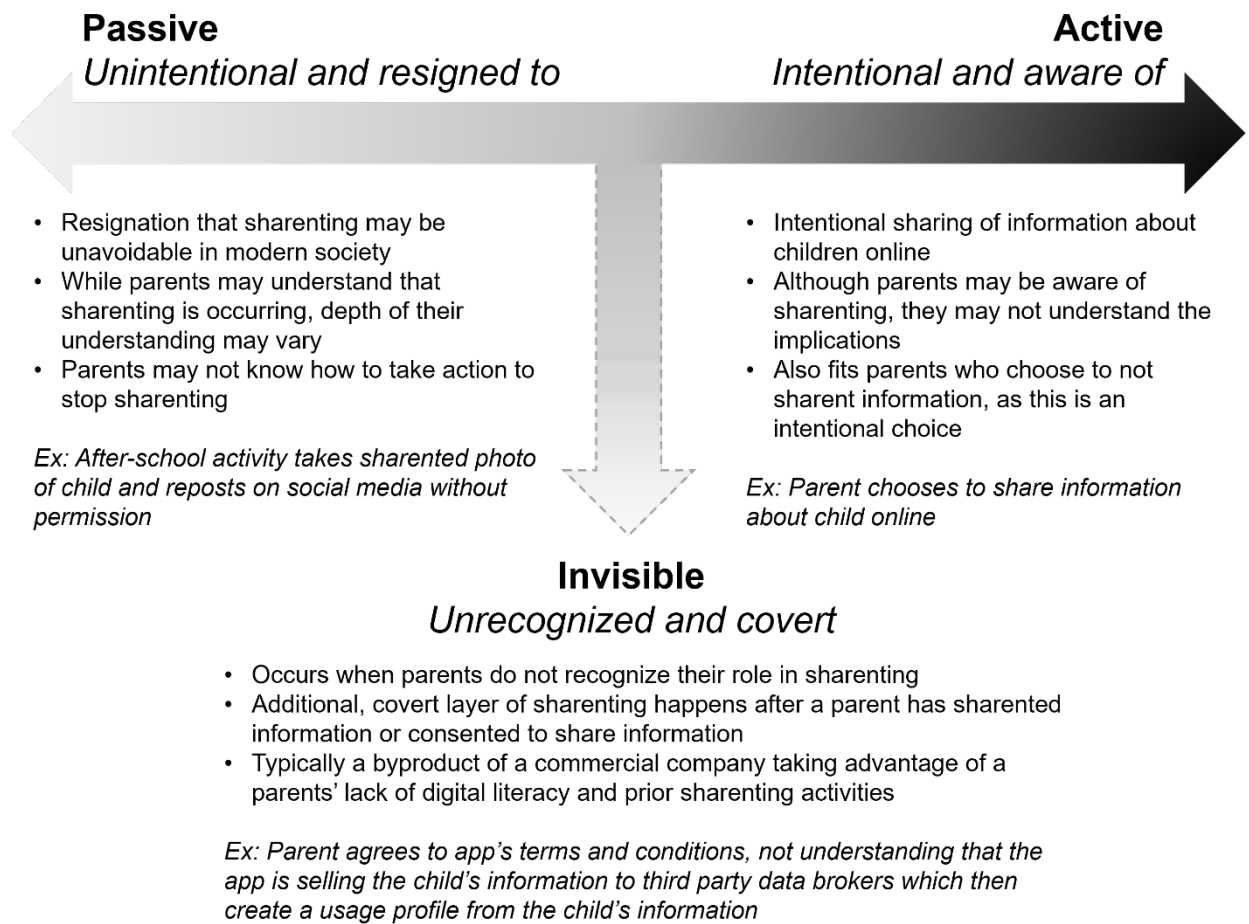 Passive
Unintentional and resigned to
Active
Intentional and aware of
• Resignation that sharenting may be
unavoidable in modern society
• While parents may understand that
sharenting is occurring, depth of their
understanding may vary
• Parents may not know how to take action to
stop sharenting
Ex: After-school activity takes sharented photo
of child and reposts on social media without
permission
• Intentional sharing of information about
children online
• Although parents may be aware of
sharenting, they may not understand the
implications
• Also fits parents who choose to not
sharent information, as this is an
intentional choice
Ex: Parent chooses to share information
about child online
Invisible
Unrecognized and covert
• Occurs when parents do not recognize their role in sharenting
• Additional, covert layer of sharenting happens after a parent has sharented
information or consented to share information
• Typically a byproduct of a commercial company taking advantage of a
parents’ lack of digital literacy and prior sharenting activities
Ex: Parent agrees to app’s terms and conditions, not understanding that the
app is selling the child’s information to third party data brokers which then
create a usage profile from the child’s information